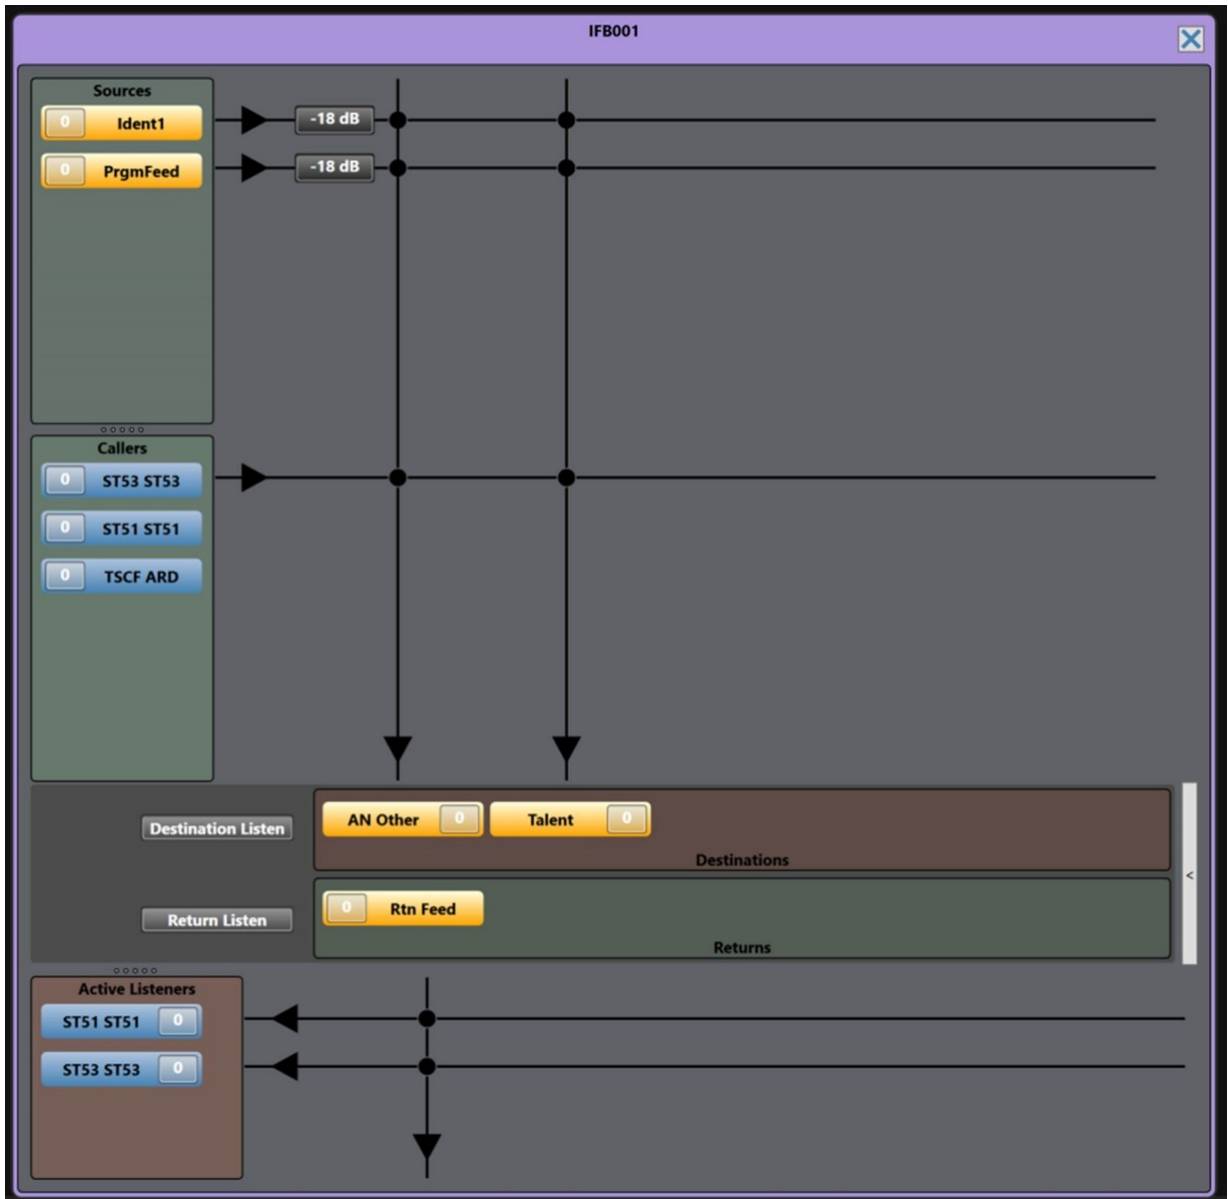 IFB001
Sources
0 Ident1 -18 dB
0 PrgmFeed -18 dB
Callers
0 ST53 ST53
0 ST51 ST51
0 TSCF ARD
Destination Listen
AN Other 0 Talent 0
Destinations
<
Return Listen
0 Rtn Feed
Returns
Active Listeners
ST51 ST51 0
ST53 ST53 0